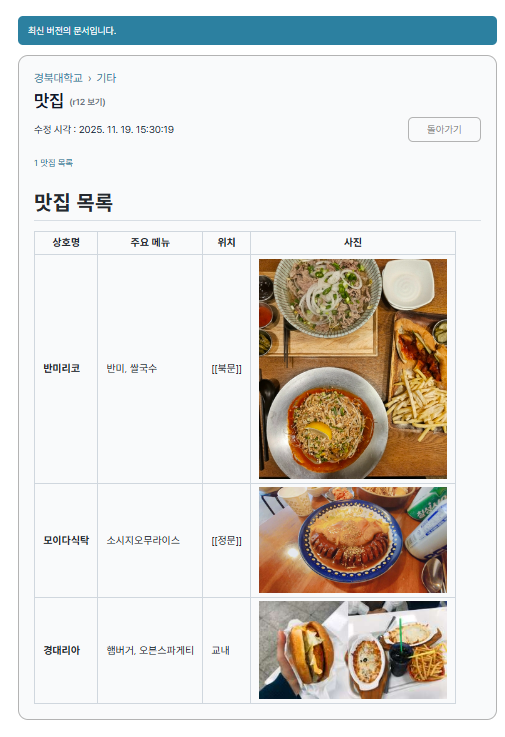 최신 버전의 문서입니다.
경북대학교 › 기타
맛집 (r12 보기)
수정 시각 : 2025. 11. 19. 15:30:19
돌아가기
1 맛집 목록
맛집 목록
상호명 주요 메뉴 위치 사진
반미리코 반미, 쌀국수 [[북문]]
모이다식탁 소시지오무라이스 [[정문]]
경대리아 햄버거, 오븐스파게티 교내